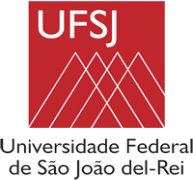 UFSJ
Universidade Federal
de São João del-Rei